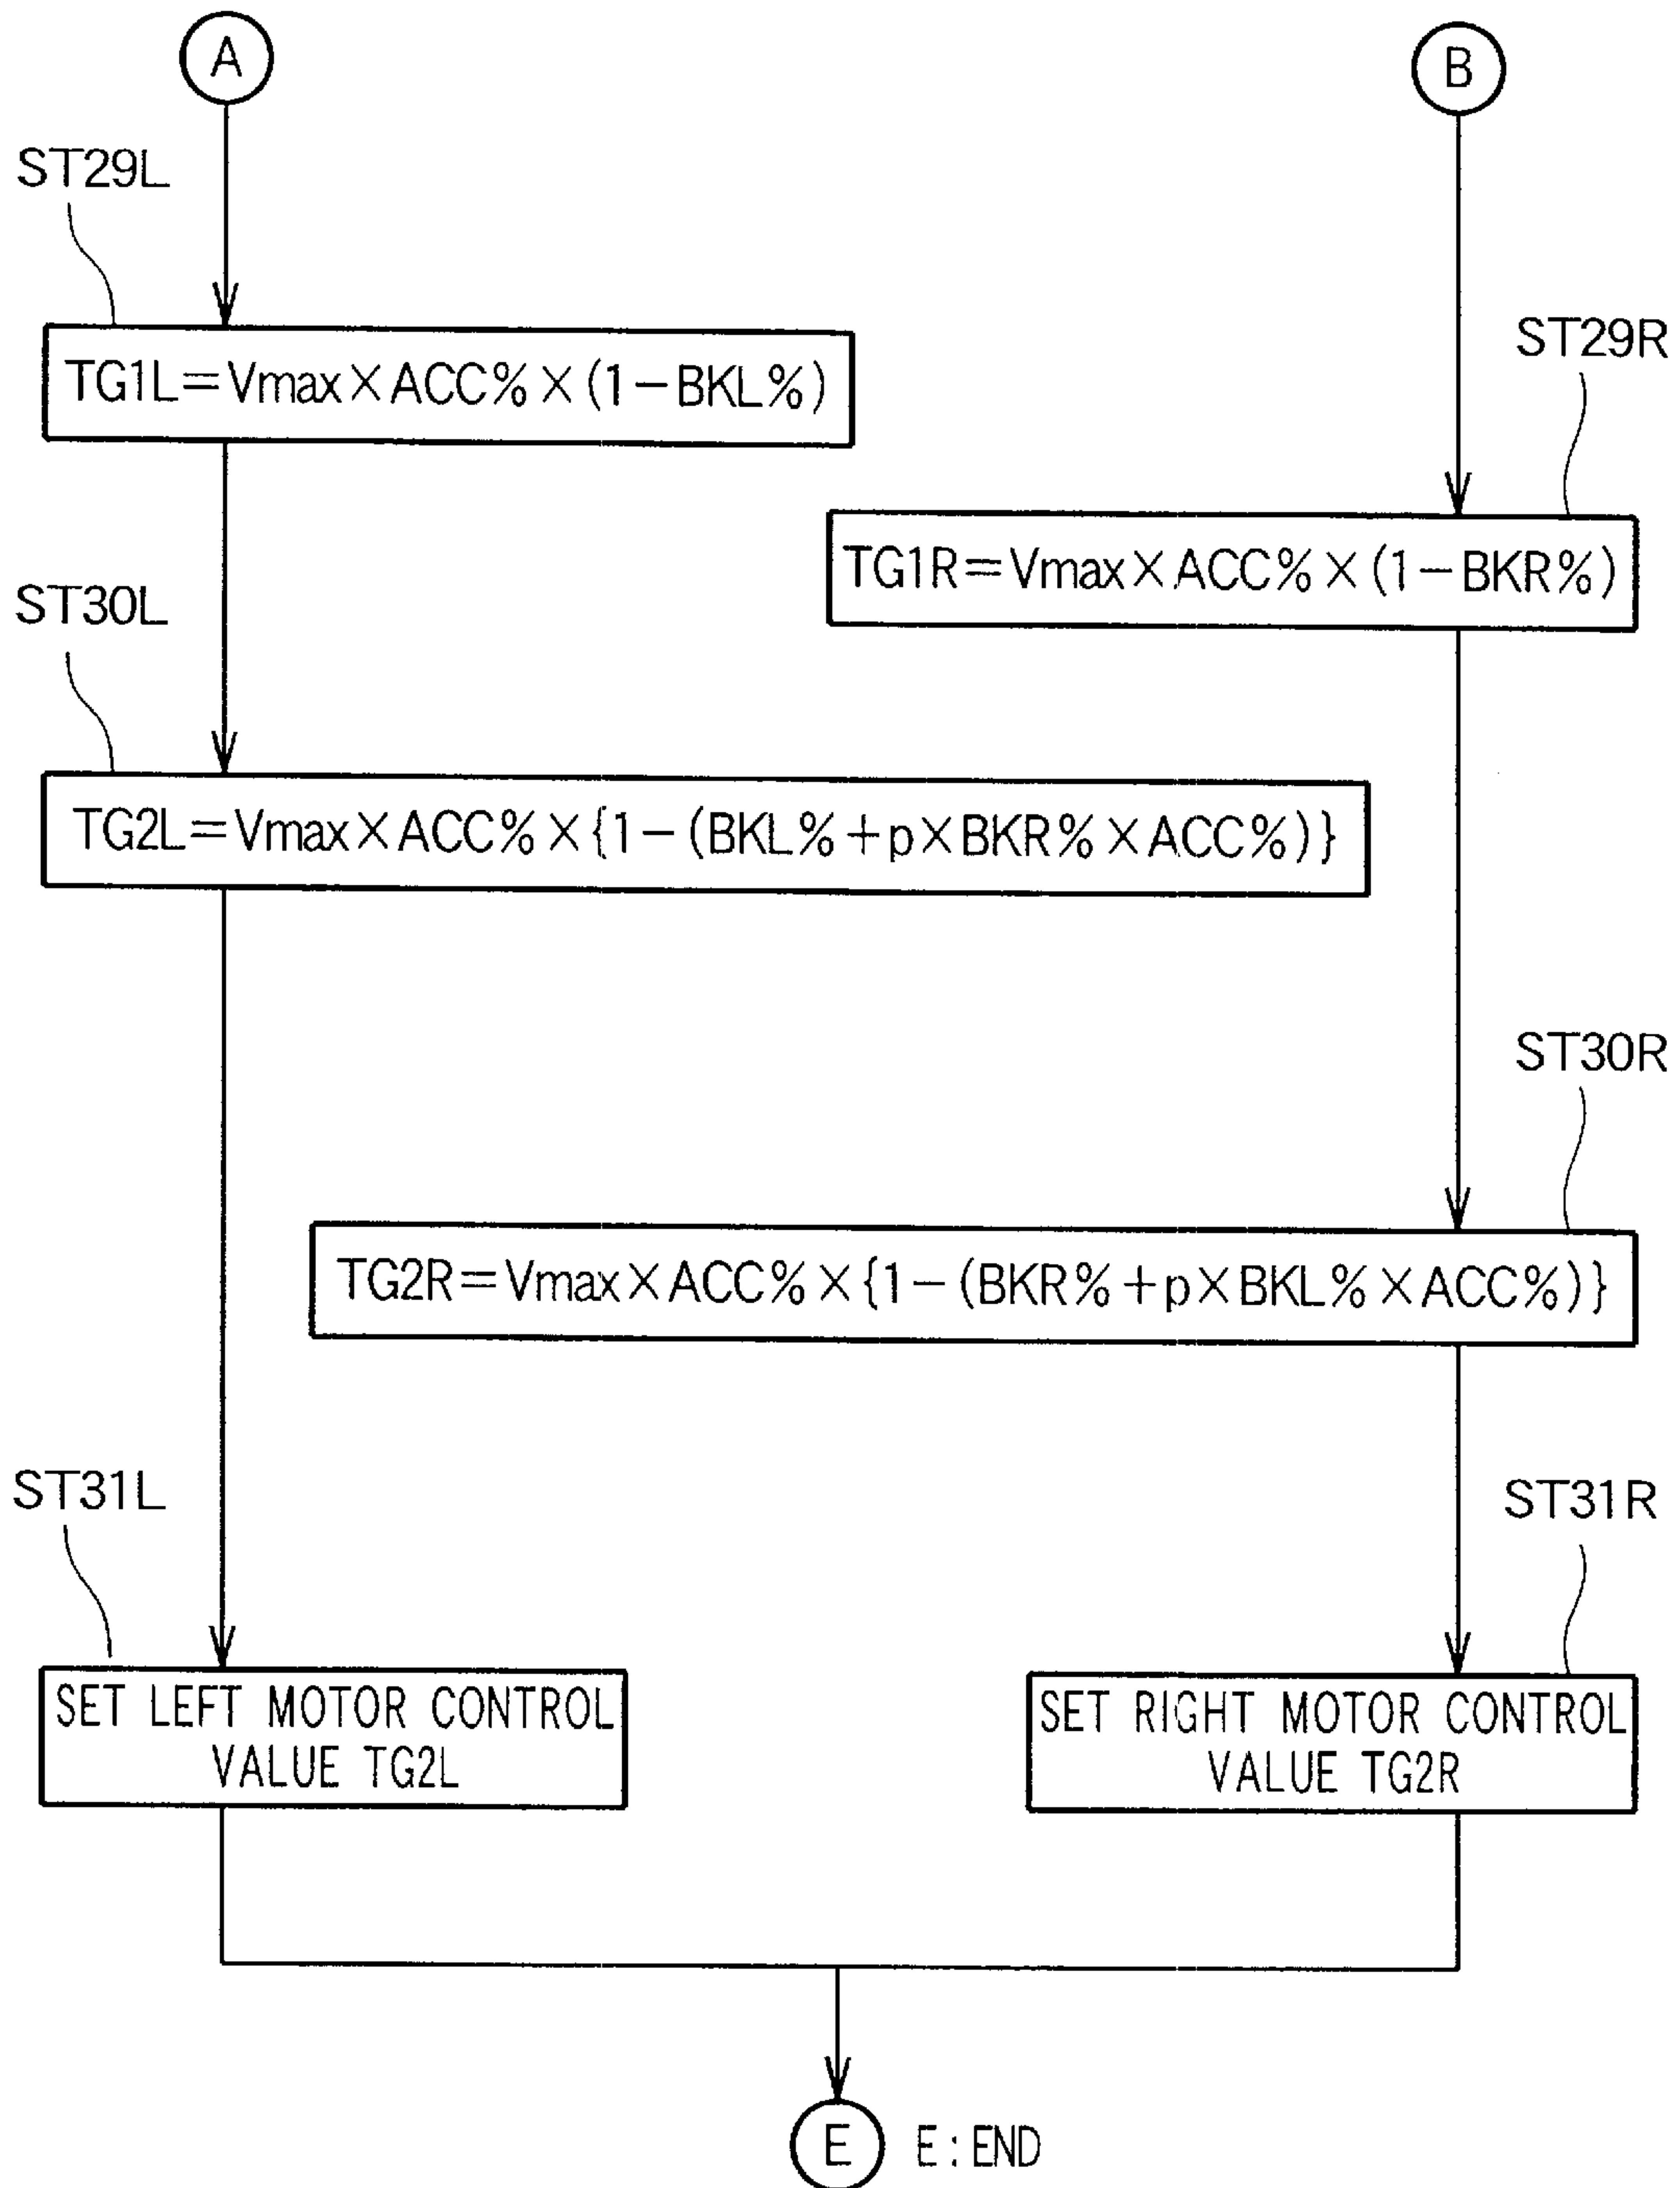 A
B
ST29L
TG1L=Vmax×ACC%×(1-BKL%)
ST29R
TG1R=Vmax×ACC%×(1-BKR%)
ST30L
TG2L=Vmax×ACC%×{1-(BKL%+p×BKR%×ACC%)}
ST30R
TG2R=Vmax×ACC%×{1-(BKR%+p×BKL%×ACC%)}
ST31L
SET LEFT MOTOR CONTROL
VALUE TG2L
ST31R
SET RIGHT MOTOR CONTROL
VALUE TG2R
E
E:END